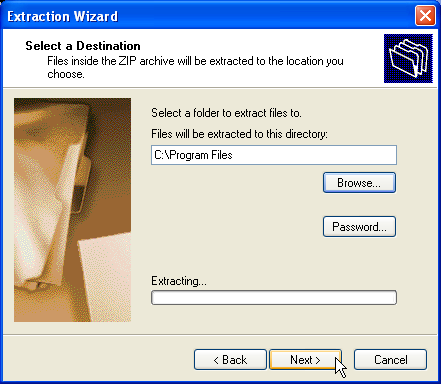 Extraction Wizard
Select a Destination
Files inside the ZIP archive will be extracted to the location you
choose.
Select a folder to extract files to.
Files will be extracted to this directory:
C:\Program Files
Browse...
Password...
Extracting...
< Back
Next >
Cancel